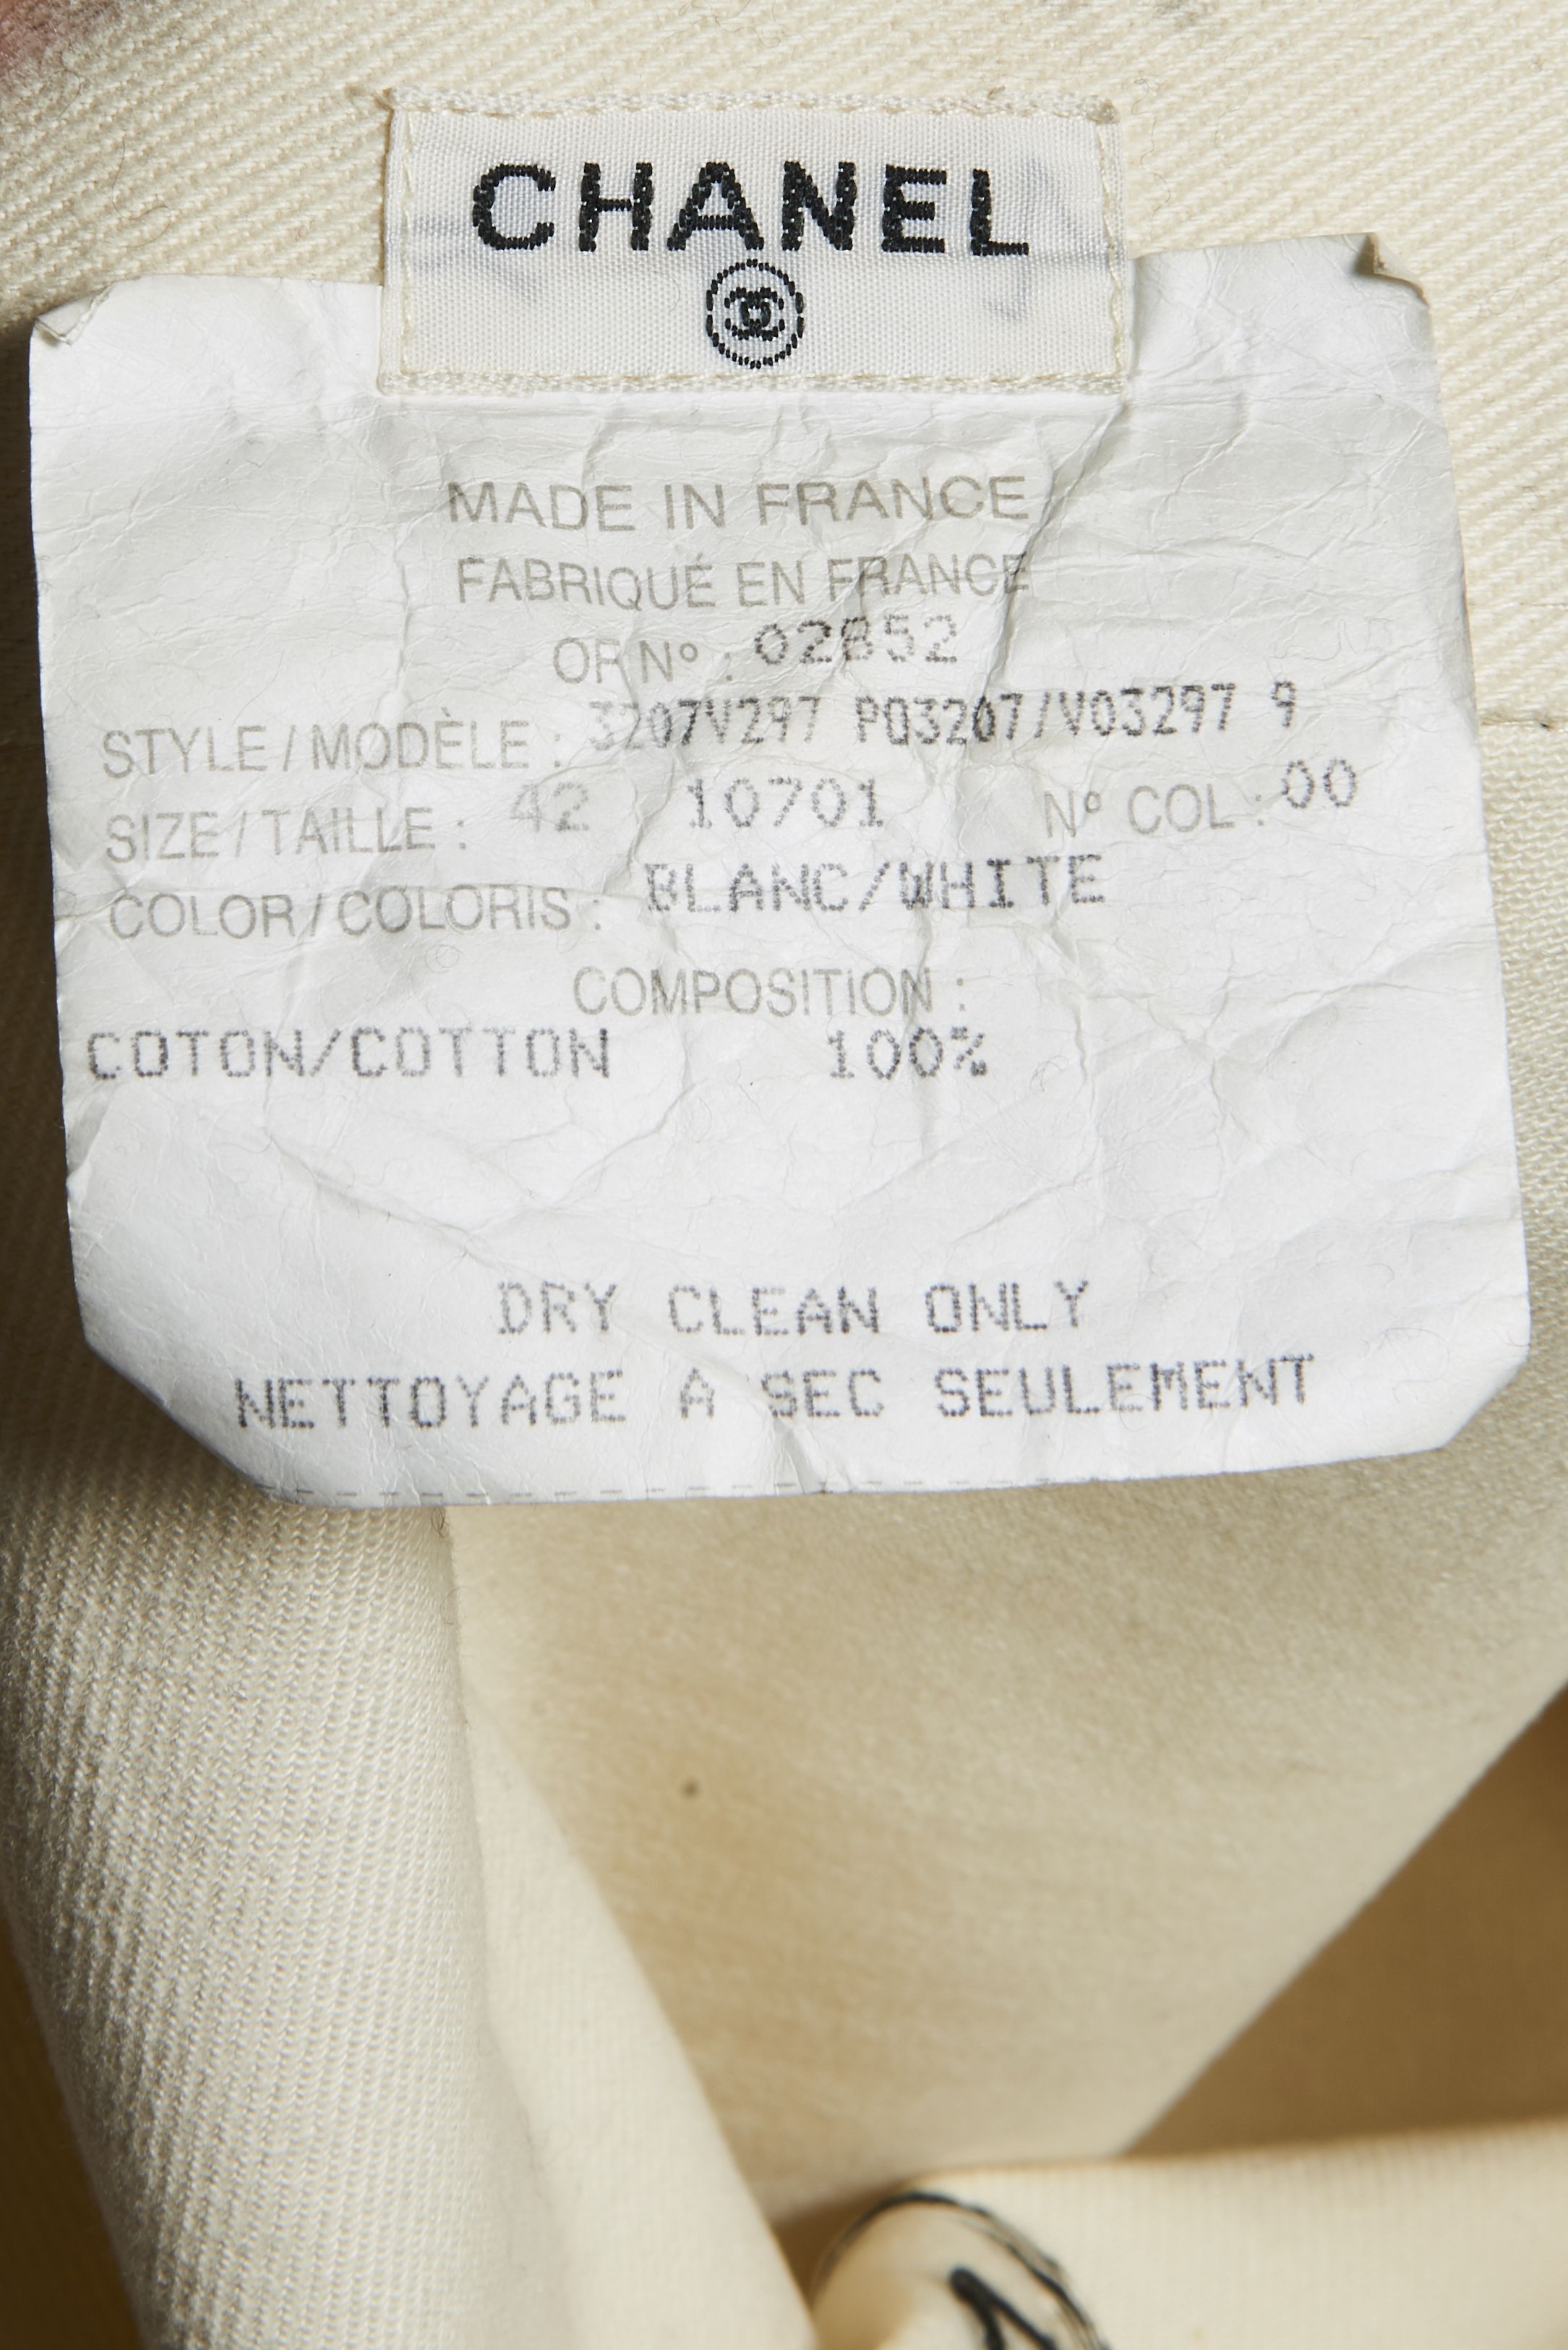 CHANEL
MADE IN FRANCE
FABRIQUÉ EN FRANCE
OF N° : 02852
STYLE / MODÈLE : 3207V297 P03207/V03297 9
SIZE / TAILLE : 42 10701 N° COL : 00
COLOR / COLORIS : BLANC/WHITE
COMPOSITION :
COTON/COTTON 100%
DRY CLEAN ONLY
NETTOYAGE A SEC SEULEMENT